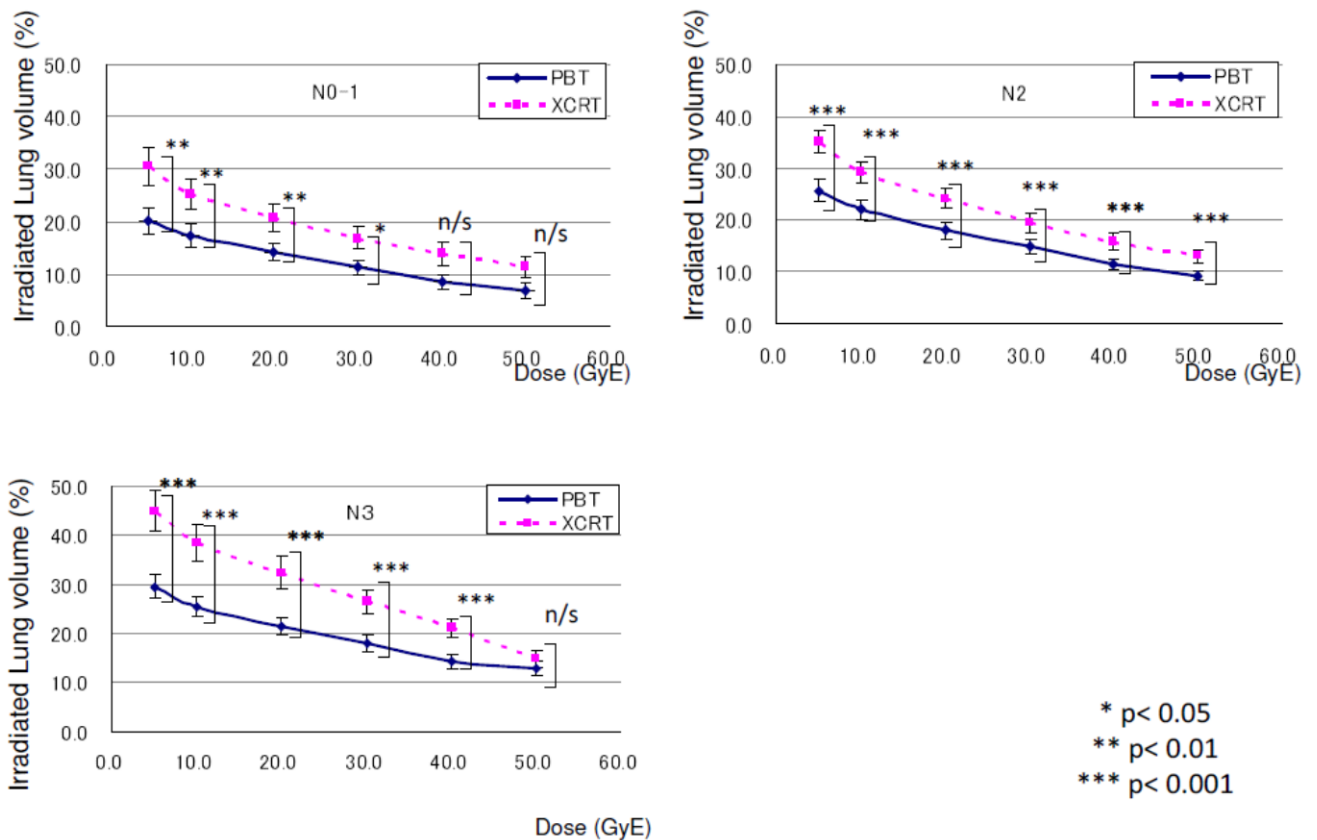 Irradiated Lung volume (%)
50.0
40.0
30.0
20.0
10.0
0.0
N0-1
PBT
XCRT
**
**
**
*
n/s
n/s
0.0 10.0 20.0 30.0 40.0 50.0 60.0
Dose (GyE)
Irradiated Lung volume (%)
50.0
40.0
30.0
20.0
10.0
0.0
N2
PBT
XCRT
***
***
***
***
***
***
0.0 10.0 20.0 30.0 40.0 50.0 60.0
Dose (GyE)
Irradiated Lung volume (%)
50.0
40.0
30.0
20.0
10.0
0.0
N3
PBT
XCRT
***
***
***
***
***
n/s
0.0 10.0 20.0 30.0 40.0 50.0 60.0
Dose (GyE)
* p< 0.05
** p< 0.01
*** p< 0.001